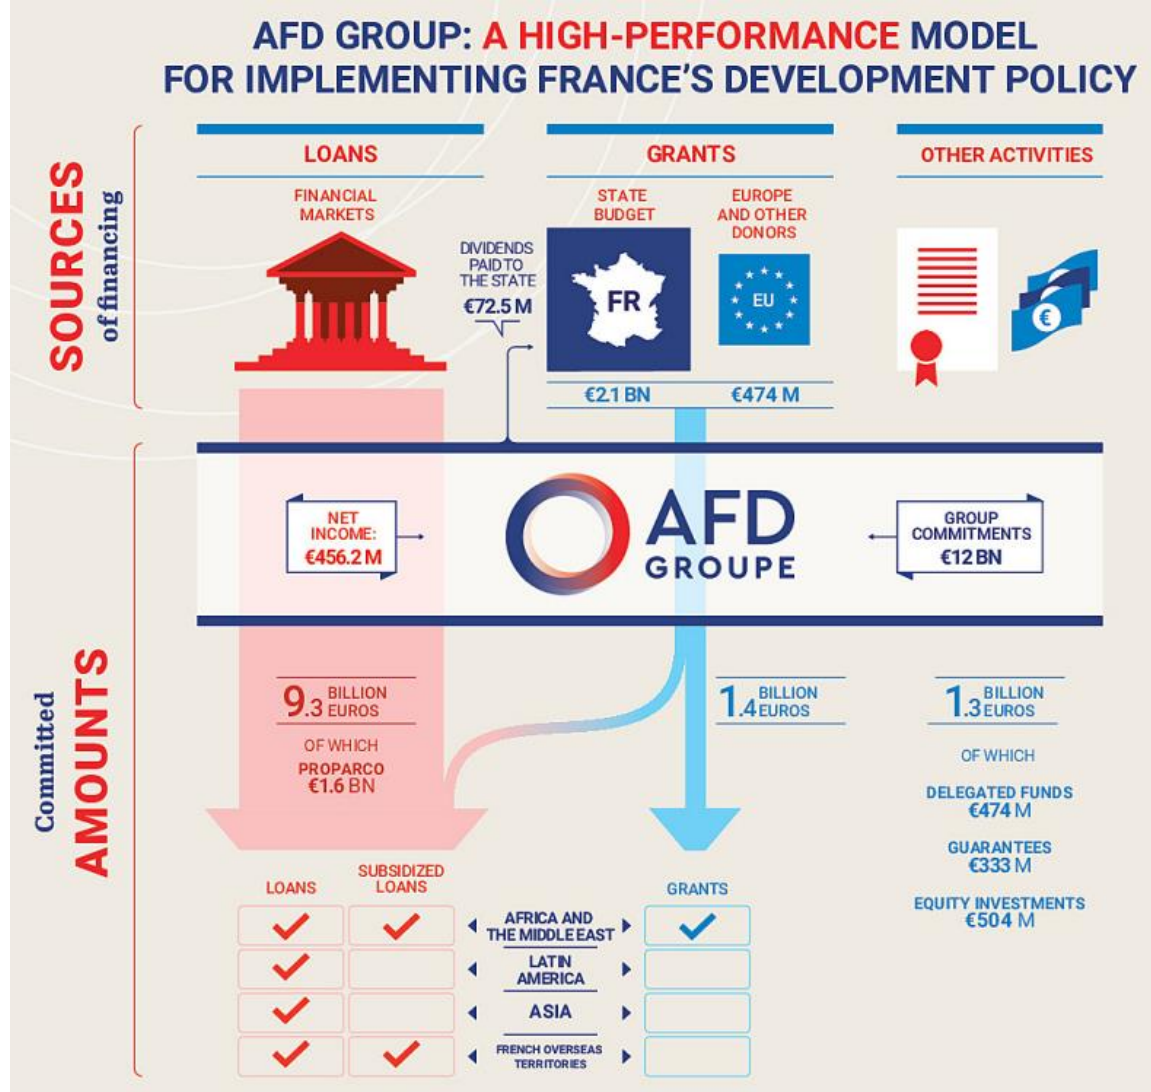 AFD GROUP: A HIGH-PERFORMANCE MODEL
FOR IMPLEMENTING FRANCE'S DEVELOPMENT POLICY
SOURCES
of financing
LOANS
FINANCIAL
MARKETS
DIVIDENDS
PAID TO
THE STATE
€72.5 M
GRANTS
STATE
BUDGET
FR
€2.1 BN
EUROPE
AND OTHER
DONORS
EU
€474 M
OTHER ACTIVITIES
€
Committed
AMOUNTS
NET
INCOME:
€456.2 M
AFD
GROUPE
GROUP
COMMITMENTS
€12 BN
9.3 BILLION
EUROS
OF WHICH
PROPARCO
€1.6 BN
1.4 BILLION
EUROS
1.3 BILLION
EUROS
OF WHICH
DELEGATED FUNDS
€474 M
GUARANTEES
€333 M
EQUITY INVESTMENTS
€504 M
LOANS
SUBSIDIZED
LOANS
GRANTS
AFRICA AND
THE MIDDLE EAST
LATIN
AMERICA
ASIA
FRENCH OVERSEAS
TERRITORIES